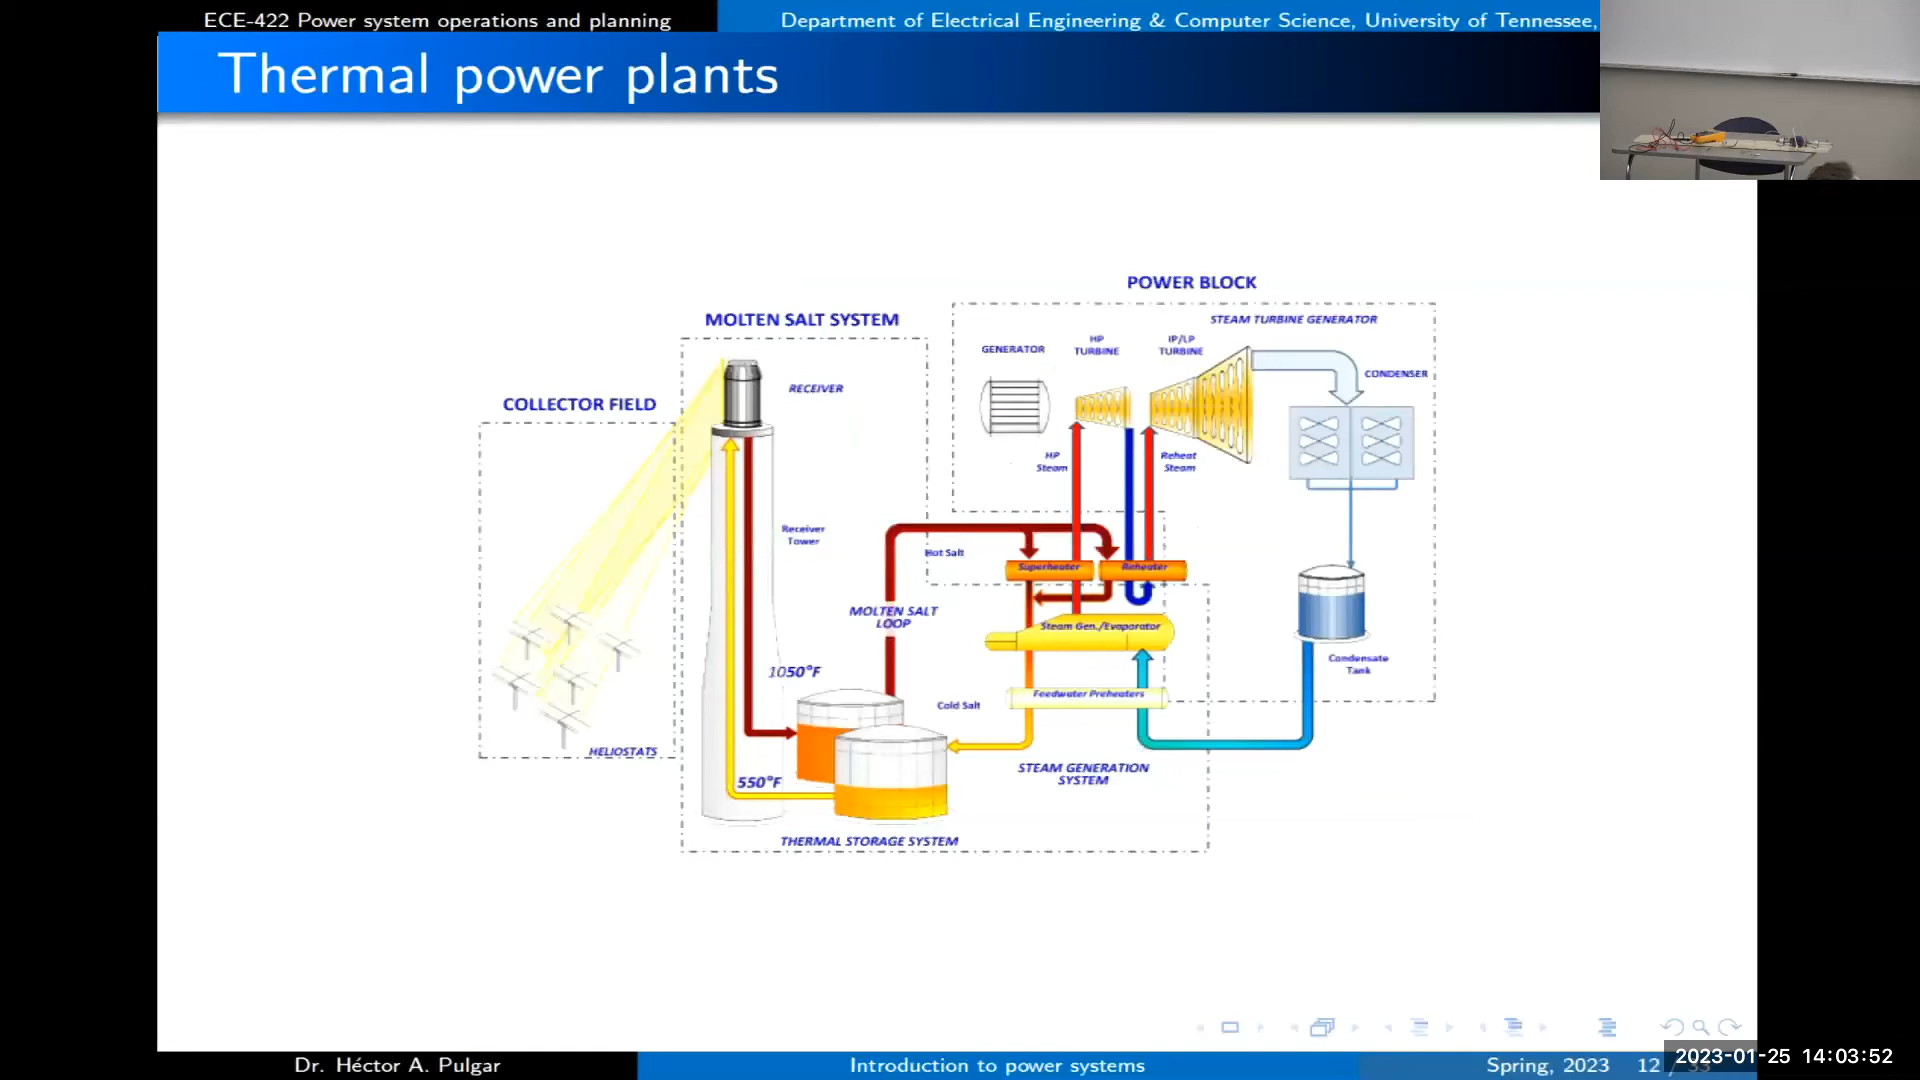 ECE-422 Power system operations and planning
Department of Electrical Engineering & Computer Science, University of Tennessee,
Thermal power plants
POWER BLOCK
STEAM TURBINE GENERATOR
MOLTEN SALT SYSTEM
GENERATOR
HP
TURBINE
IP/LP
TURBINE
CONDENSER
RECEIVER
COLLECTOR FIELD
HP
Steam
Reheat
Steam
Receiver
Tower
Hot Salt
Superheater
Reheater
MOLTEN SALT
LOOP
Steam Gen./Evaporator
Condensate
Tank
1050°F
Feedwater Preheaters
Cold Salt
HELIOSTATS
STEAM GENERATION
SYSTEM
550°F
THERMAL STORAGE SYSTEM
Dr. Héctor A. Pulgar
Introduction to power systems
Spring, 2023
12 /
2023-01-25 14:03:52